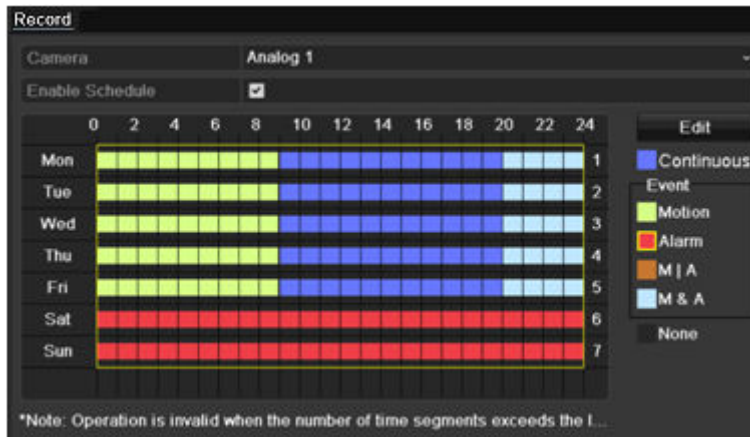 Record
Camera Analog 1
Enable Schedule
0 2 4 6 8 10 12 14 16 18 20 22 24
Edit
Mon 1
Continuous
Tue 2
Event
Wed 3
Motion
Thu 4
Alarm
Fri 5
M | A
Sat 6
M & A
Sun 7
None
*Note: Operation is invalid when the number of time segments exceeds the l...